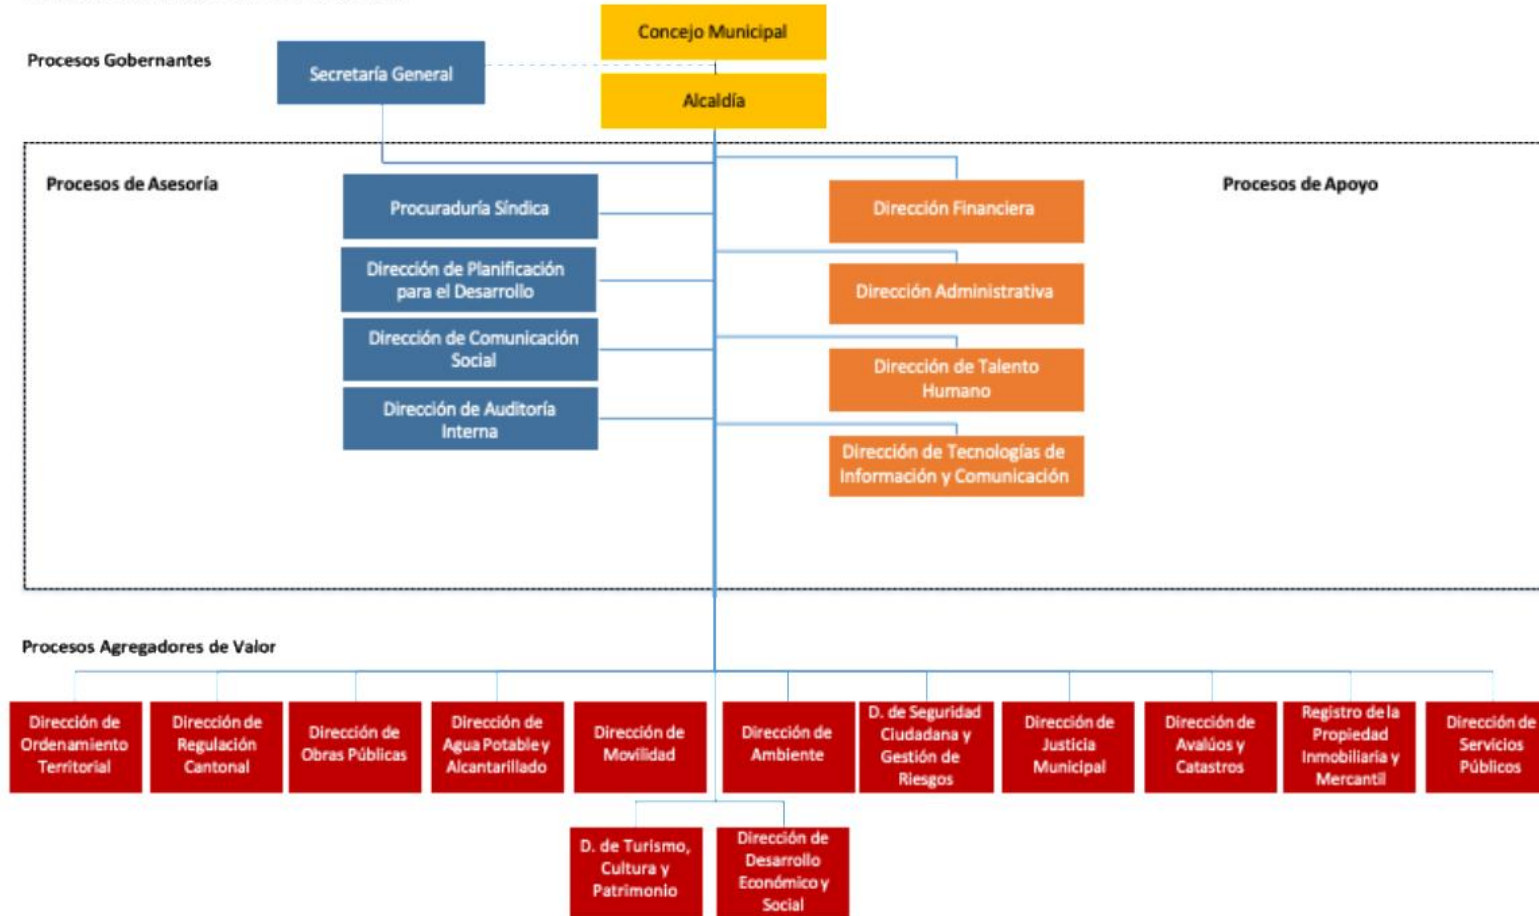 Concejo Municipal
Procesos Gobernantes
Secretaría General
Alcaldía
Procesos de Asesoría
Procesos de Apoyo
Procuraduría Síndica
Dirección Financiera
Dirección de Planificación
para el Desarrollo
Dirección Administrativa
Dirección de Comunicación
Social
Dirección de Talento
Humano
Dirección de Auditoría
Interna
Dirección de Tecnologías de
Información y Comunicación
Procesos Agregadores de Valor
Dirección de
Ordenamiento
Territorial
Dirección de
Regulación
Cantonal
Dirección de
Obras Públicas
Dirección de
Agua Potable y
Alcantarillado
Dirección de
Movilidad
Dirección de
Ambiente
D. de Seguridad
Ciudadana y
Gestión de
Riesgos
Dirección de
Justicia
Municipal
Dirección de
Avalúos y
Catastros
Registro de la
Propiedad
Inmobiliaria y
Mercantil
Dirección de
Servicios
Públicos
D. de Turismo,
Cultura y
Patrimonio
Dirección de
Desarrollo
Económico y
Social